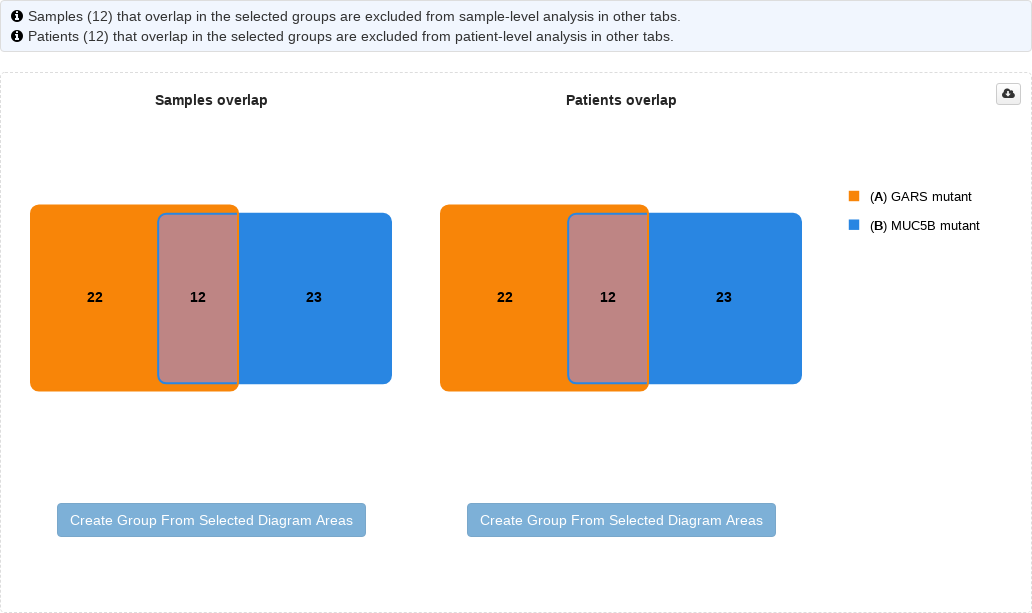 Samples (12) that overlap in the selected groups are excluded from sample-level analysis in other tabs.
Patients (12) that overlap in the selected groups are excluded from patient-level analysis in other tabs.
Samples overlap
Patients overlap
(A) GARS mutant
(B) MUC5B mutant
22 12 23
22 12 23
Create Group From Selected Diagram Areas
Create Group From Selected Diagram Areas